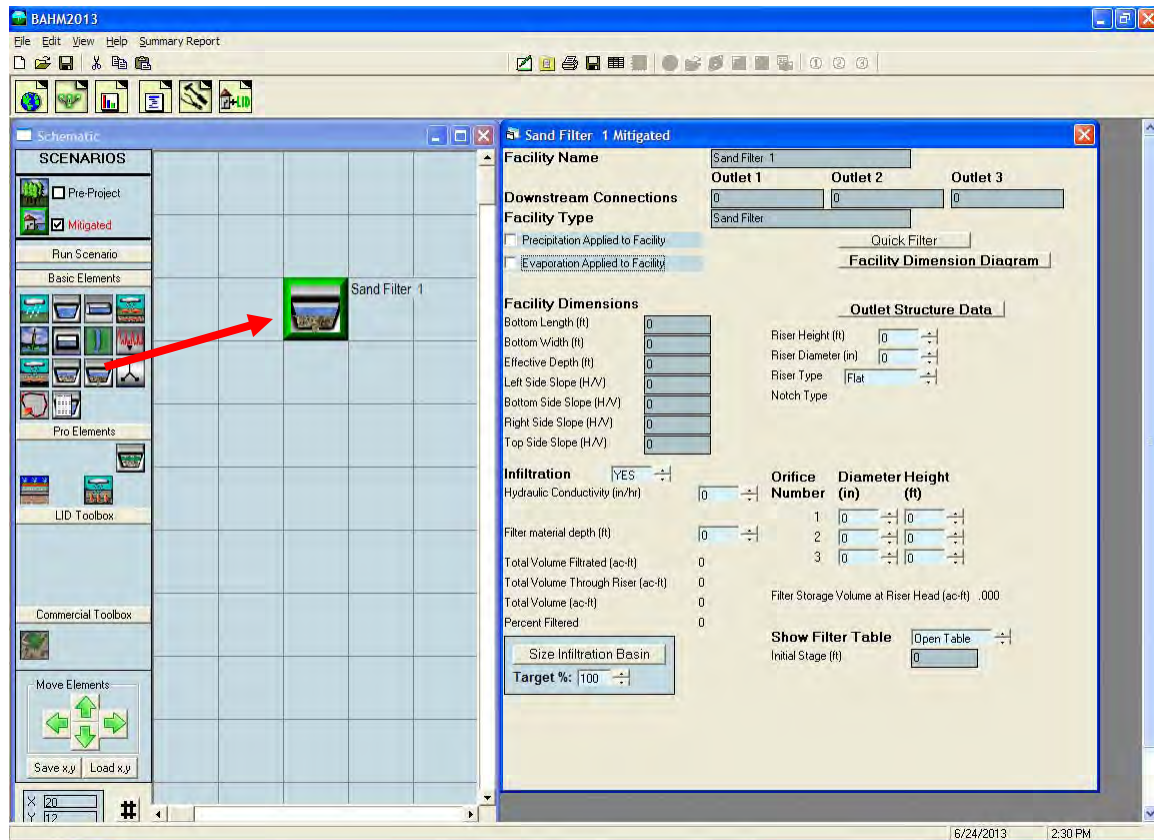 BAHM2013
File Edit View Help Summary Report
Schematic
SCENARIOS
Pre-Project
Mitigated
Run Scenario
Basic Elements
Pro Elements
LID Toolbox
Commercial Toolbox
Move Elements
Save x,y Load x,y
X 20
Y 12
#
Sand Filter 1
Sand Filter 1 Mitigated
Facility Name Sand Filter 1
Outlet 1 Outlet 2 Outlet 3
Downstream Connections 0 0 0
Facility Type Sand Filter
Precipitation Applied to Facility Quick Filter
Evaporation Applied to Facility Facility Dimension Diagram
Facility Dimensions Outlet Structure Data
Bottom Length (ft) 0
Bottom Width (ft) 0
Effective Depth (ft) 0
Left Side Slope (H/V) 0
Bottom Side Slope (H/V) 0
Right Side Slope (H/V) 0
Top Side Slope (H/V) 0
Riser Height (ft) 0
Riser Diameter (in) 0
Riser Type Flat
Notch Type
Infiltration YES
Hydraulic Conductivity (in/hr) 0
Filter material depth (ft) 0
Total Volume Filtrated (ac-ft) 0
Total Volume Through Riser (ac-ft) 0
Total Volume (ac-ft) 0
Percent Filtered 0
Size Infiltration Basin
Target %: 100
Orifice Diameter Height
Number (in) (ft)
1 0 0
2 0 0
3 0 0
Filter Storage Volume at Riser Head (ac-ft) .000
Show Filter Table Open Table
Initial Stage (ft) 0
6/24/2013 2:30 PM